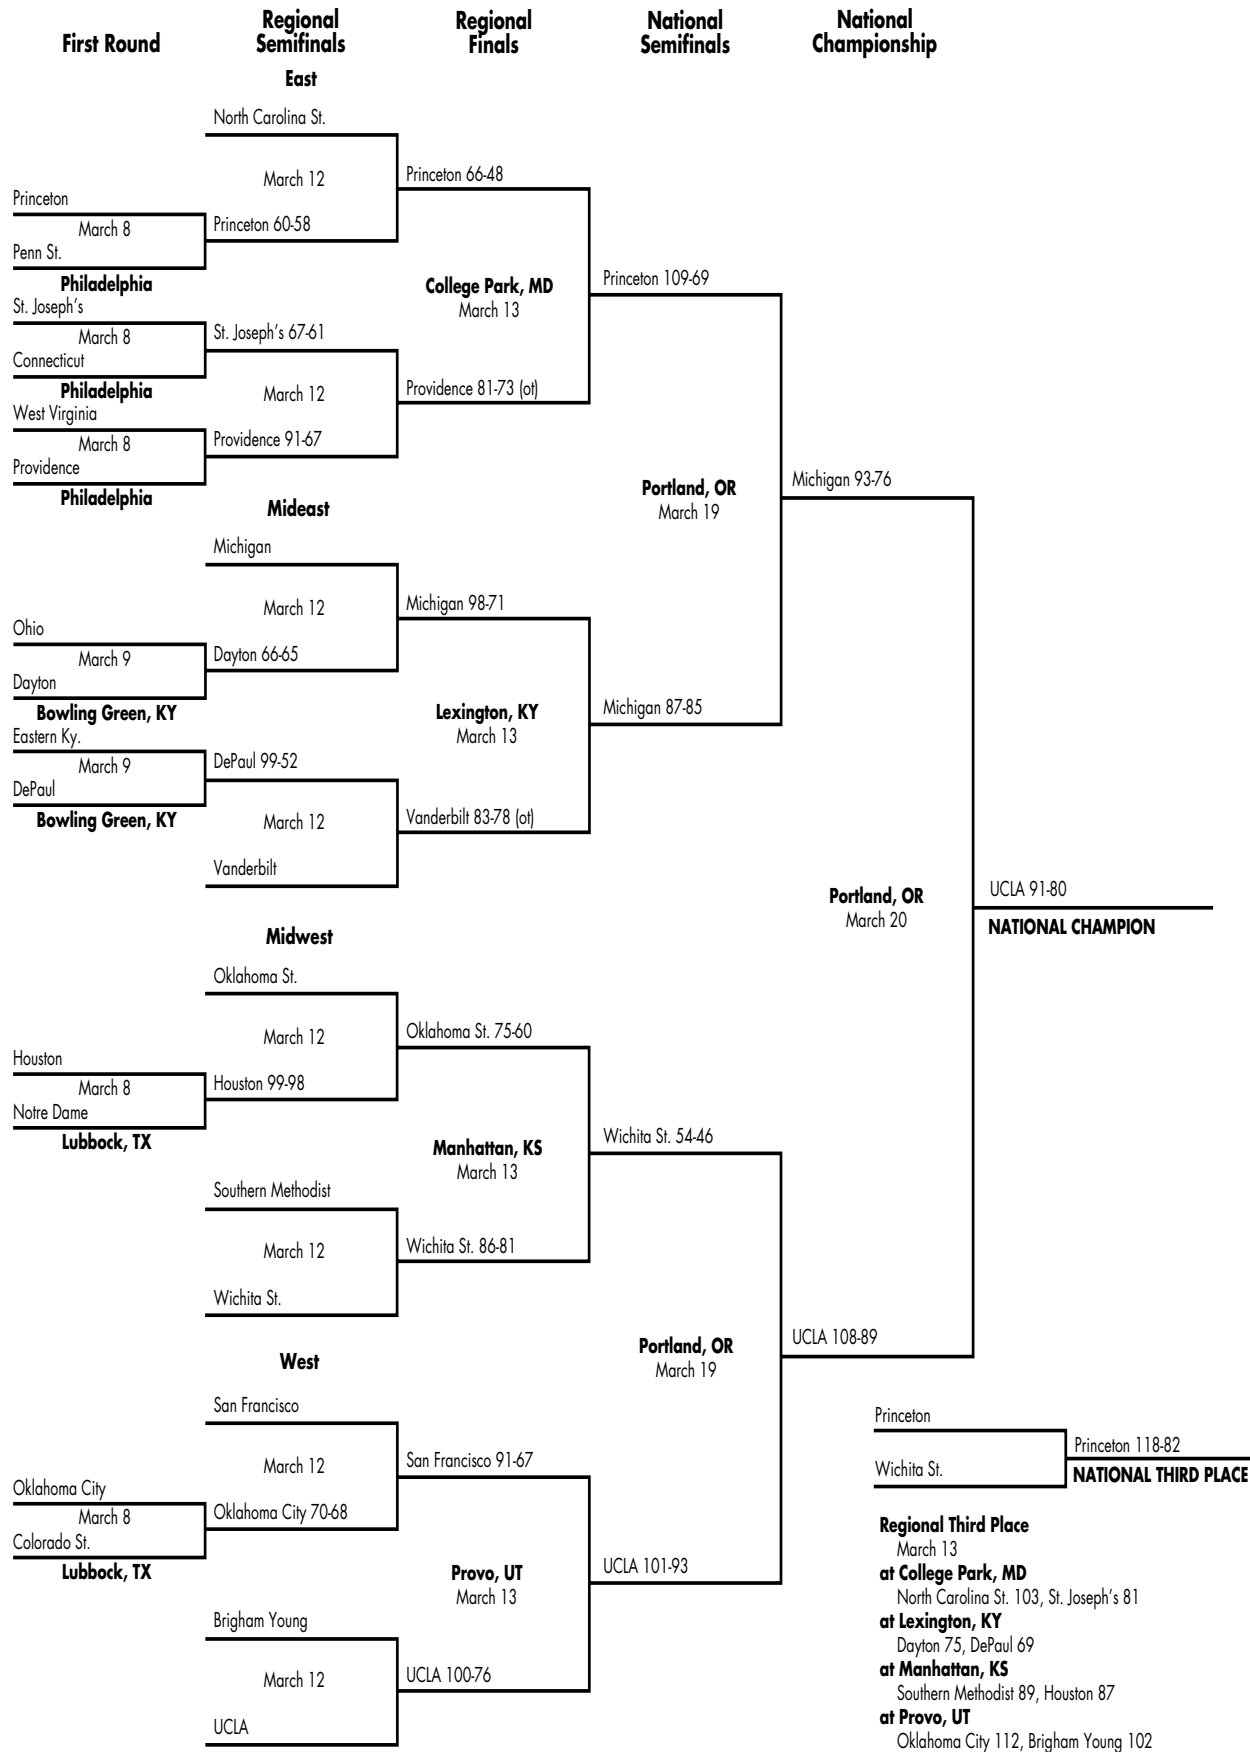 First Round
Regional
Semifinals
Regional
Finals
National
Semifinals
National
Championship
East
North Carolina St.
March 12
Princeton 66-48
Princeton
March 8
Princeton 60-58
Penn St.
Philadelphia
College Park, MD
March 13
Princeton 109-69
St. Joseph's
March 8
St. Joseph's 67-61
Connecticut
Philadelphia
March 12
Providence 81-73 (ot)
West Virginia
March 8
Providence 91-67
Providence
Philadelphia
Portland, OR
March 19
Michigan 93-76
Mideast
Michigan
March 12
Michigan 98-71
Ohio
March 9
Dayton 66-65
Dayton
Bowling Green, KY
Lexington, KY
March 13
Michigan 87-85
Eastern Ky.
March 9
DePaul 99-52
DePaul
Bowling Green, KY
March 12
Vanderbilt 83-78 (ot)
Vanderbilt
Portland, OR
March 20
UCLA 91-80
NATIONAL CHAMPION
Midwest
Oklahoma St.
March 12
Oklahoma St. 75-60
Houston
March 8
Houston 99-98
Notre Dame
Lubbock, TX
Manhattan, KS
March 13
Wichita St. 54-46
Southern Methodist
March 12
Wichita St. 86-81
Wichita St.
Portland, OR
March 19
UCLA 108-89
West
San Francisco
March 12
San Francisco 91-67
Oklahoma City
March 8
Oklahoma City 70-68
Colorado St.
Lubbock, TX
Provo, UT
March 13
UCLA 101-93
Brigham Young
March 12
UCLA 100-76
UCLA
Princeton
Princeton 118-82
Wichita St.
NATIONAL THIRD PLACE
Regional Third Place
March 13
at College Park, MD
North Carolina St. 103, St. Joseph's 81
at Lexington, KY
Dayton 75, DePaul 69
at Manhattan, KS
Southern Methodist 89, Houston 87
at Provo, UT
Oklahoma City 112, Brigham Young 102